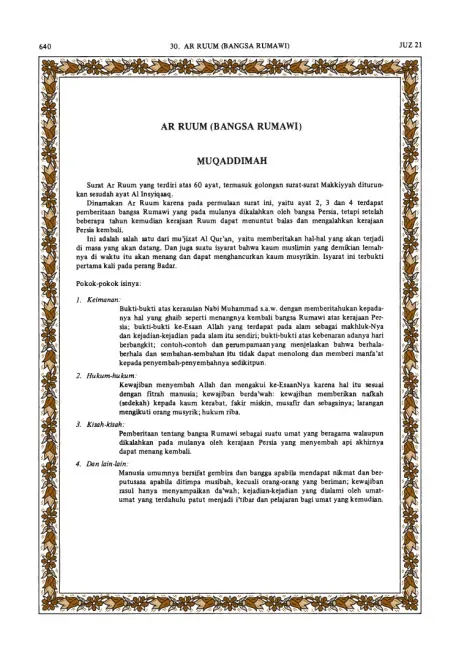 640
30. AR RUUM (BANGSA RUMAWI)
JUZ 21
AR RUUM (BANGSA RUMAWI)
MUQADDIMAH
Surat Ar Ruum yang terdiri atas 60 ayat, termasuk golongan surat-surat Makkiyyah diturun-
kan sesudah ayat Al Insyiqaaq.
Dinamakan Ar Ruum karena pada permulaan surat ini, yaitu ayat 2, 3 dan 4 terdapat
pemberitaan bangsa Rumawi yang pada mulanya dikalahkan oleh bangsa Persia, tetapi setelah
beberapa tahun kemudian kerajaan Ruum dapat menuntut balas dan mengalahkan kerajaan
Persia kembali.
Ini adalah salah satu dari mu'jizat Al Qur'an, yaitu memberitakan hal-hal yang akan terjadi
di masa yang akan datang. Dan juga suatu isyarat bahwa kaum muslimin yang demikian lemah-
nya di waktu itu akan menang dan dapat menghancurkan kaum musyrikin. Isyarat ini terbukti
pertama kali pada perang Badar.
Pokok-pokok isinya:
1. Keimanan:
Bukti-bukti atas kerasulan Nabi Muhammad s.a.w. dengan memberitahukan kepada-
nya hal yang ghaib seperti menangnya kembali bangsa Rumawi atas kerajaan Per-
sia; bukti-bukti ke-Esaan Allah yang terdapat pada alam sebagai makhluk-Nya
dan kejadian-kejadian pada alam itu sendiri; bukti-bukti atas kebenaran adanya hari
berbangkit; contoh-contoh dan perumpamaan yang menjelaskan bahwa berhala-
berhala dan sembahan-sembahan itu tidak dapat menolong dan memberi manfa'at
kepada penyembah-penyembahnya sedikitpun.
2. Hukum-hukum:
Kewajiban menyembah Allah dan mengakui ke-EsaanNya karena hal itu sesuai
dengan fitrah manusia; kewajiban berda'wah: kewajiban memberikan nafkah
(sedekah) kepada kaum kerabat, fakir miskin, musafir dan sebagainya; larangan
mengikuti orang musyrik; hukum riba.
3. Kisah-kisah:
Pemberitaan tentang bangsa Rumawi sebagai suatu umat yang beragama walaupun
dikalahkan pada mulanya oleh kerajaan Persia yang menyembah api akhirnya
dapat menang kembali.
4. Dan lain-lain:
Manusia umumnya bersifat gembira dan bangga apabila mendapat nikmat dan ber-
putusasa apabila ditimpa musibah, kecuali orang-orang yang beriman; kewajiban
rasul hanya menyampaikan da'wah; kejadian-kejadian yang dialami oleh umat-
umat yang terdahulu patut menjadi i'tibar dan pelajaran bagi umat yang kemudian.